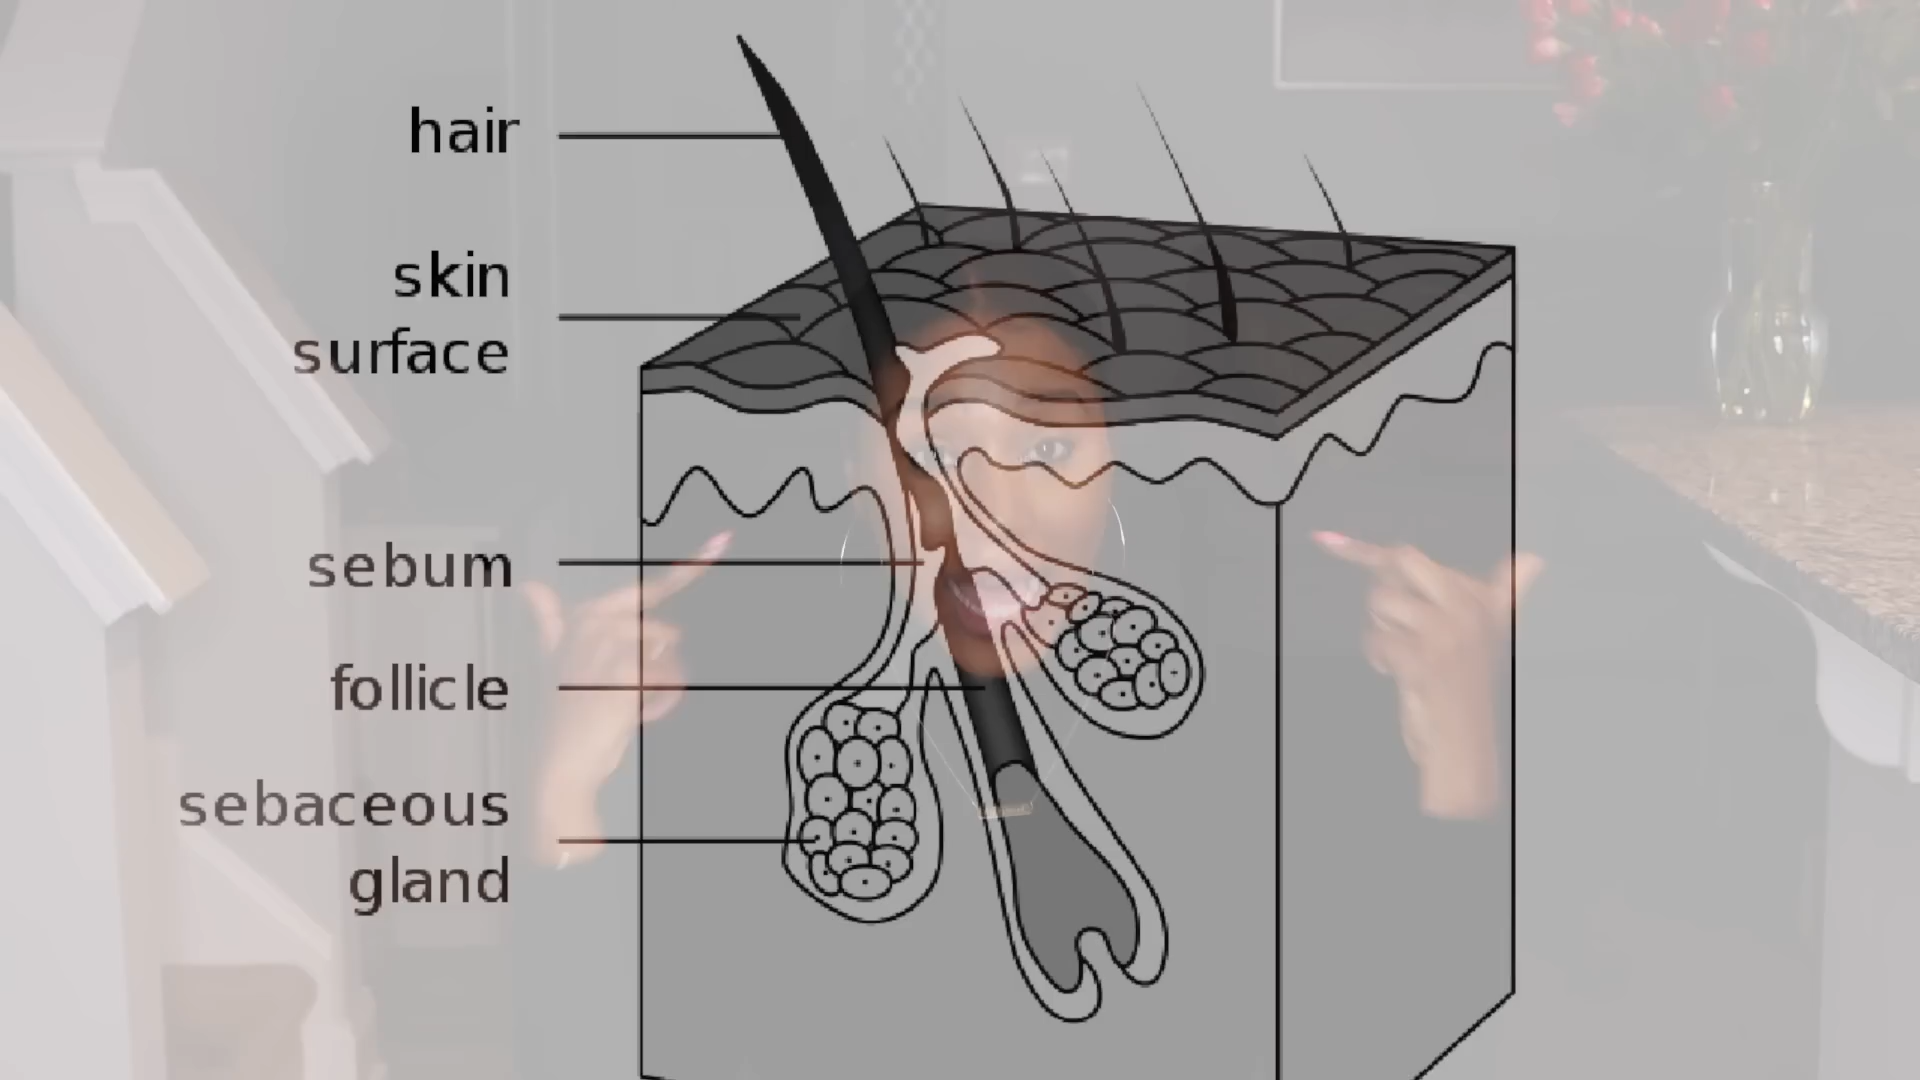 hair
skin
surface
sebum
follicle
sebaceous
gland